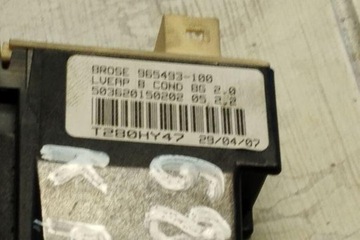 BROSE 965493-100
LVEAP B COND BG 2.0
503620150202 05 2.2
T280HY47 29/04/07